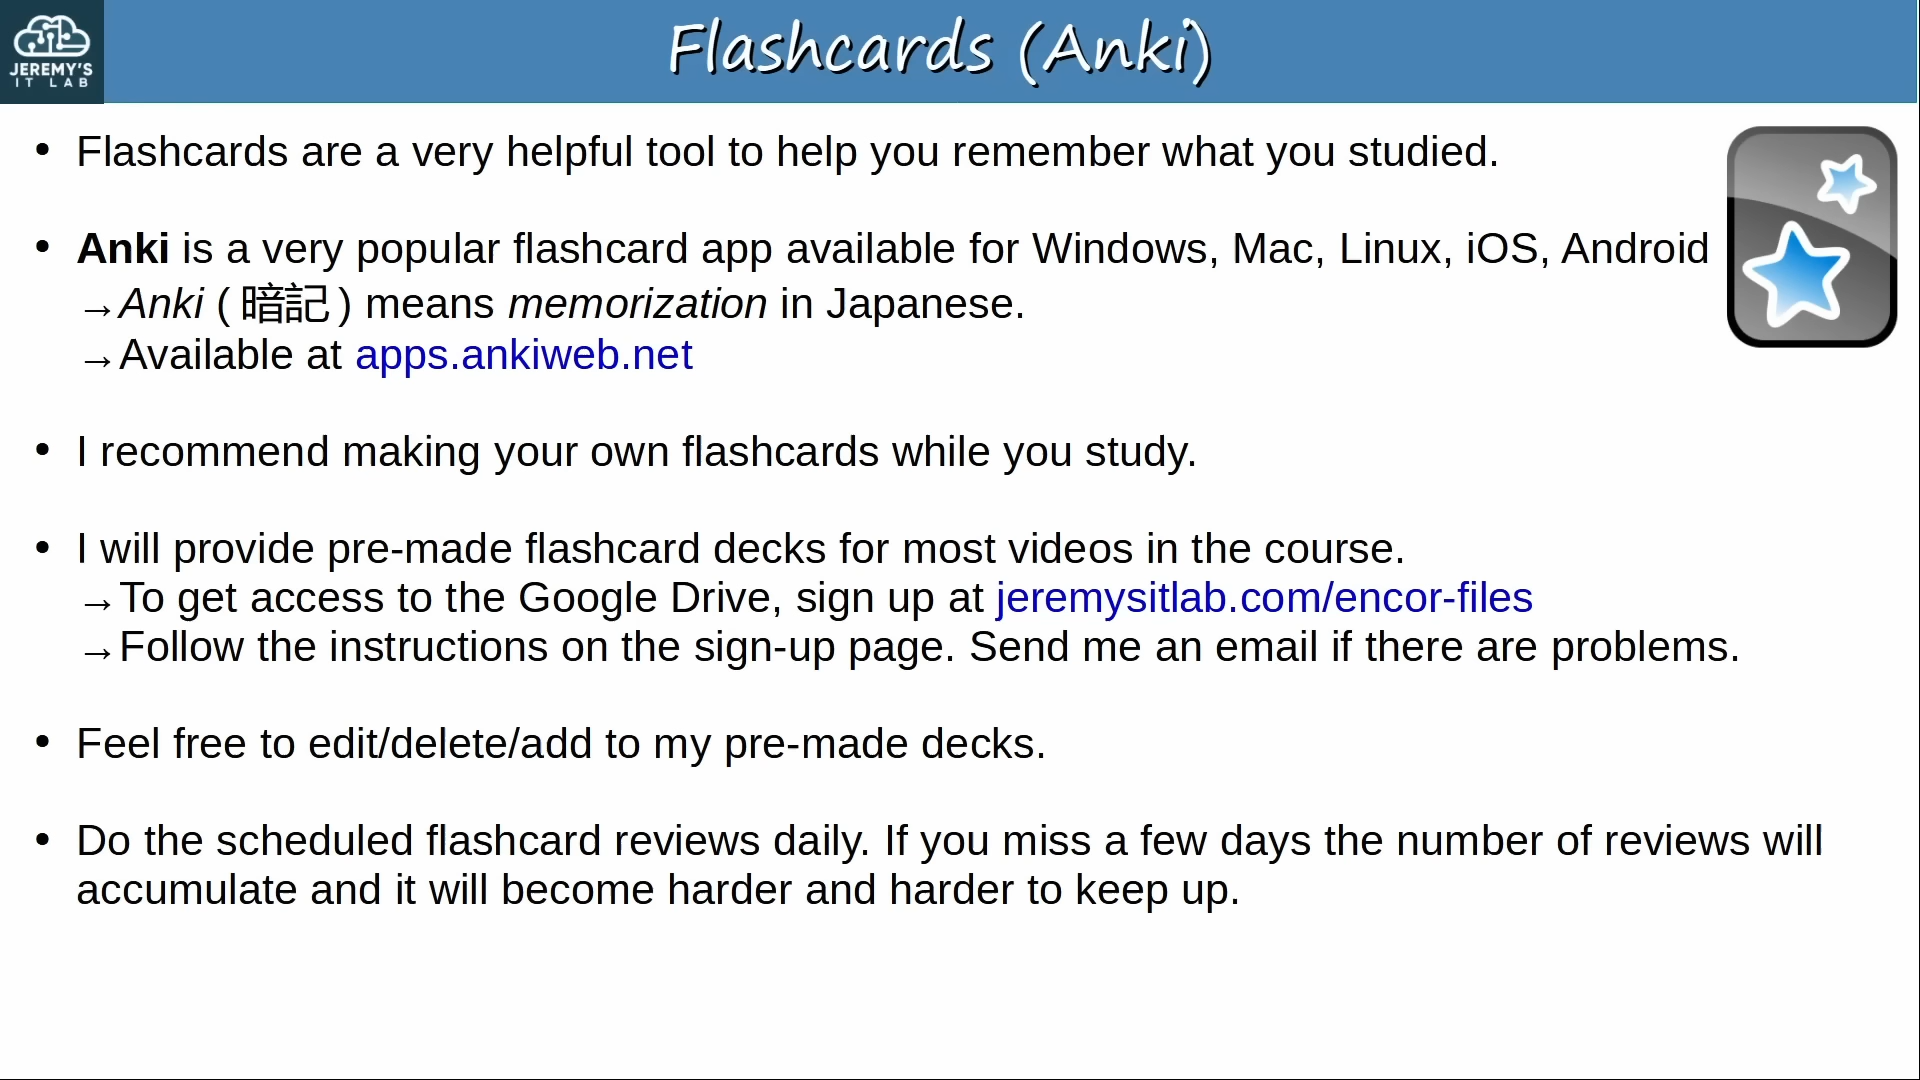 JEREMY'S
IT LAB
Flashcards (Anki)
• Flashcards are a very helpful tool to help you remember what you studied.
• Anki is a very popular flashcard app available for Windows, Mac, Linux, iOS, Android
→Anki (暗記) means memorization in Japanese.
→Available at apps.ankiweb.net
• I recommend making your own flashcards while you study.
• I will provide pre-made flashcard decks for most videos in the course.
→To get access to the Google Drive, sign up at jeremysitlab.com/encor-files
→Follow the instructions on the sign-up page. Send me an email if there are problems.
• Feel free to edit/delete/add to my pre-made decks.
• Do the scheduled flashcard reviews daily. If you miss a few days the number of reviews will
accumulate and it will become harder and harder to keep up.